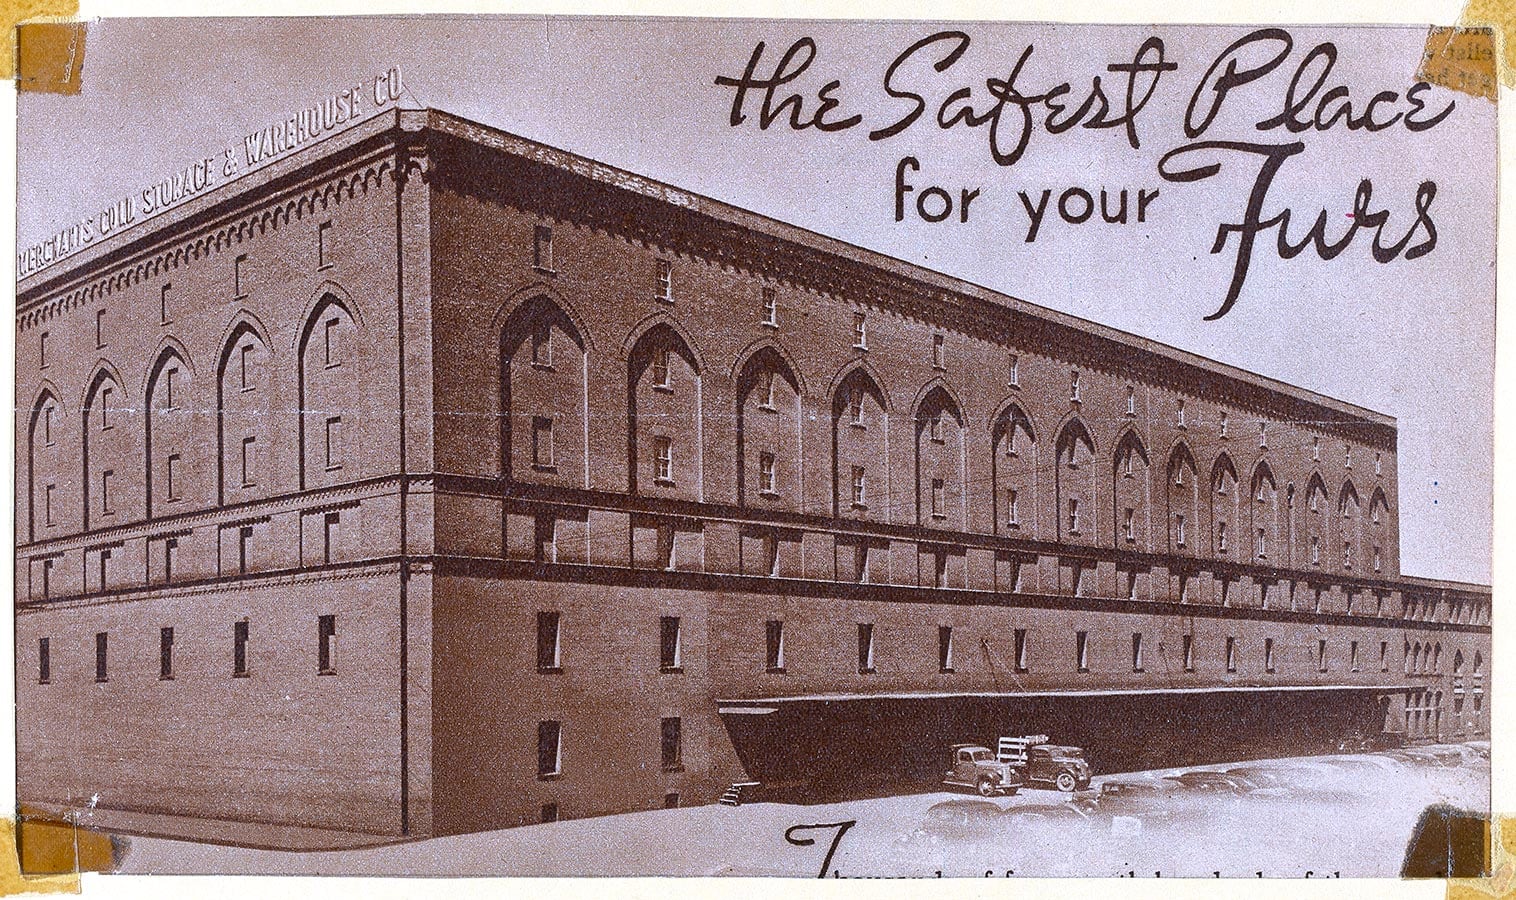 the Safest Place
for your Furs
MERCHANTS COLD STORAGE & WAREHOUSE CO